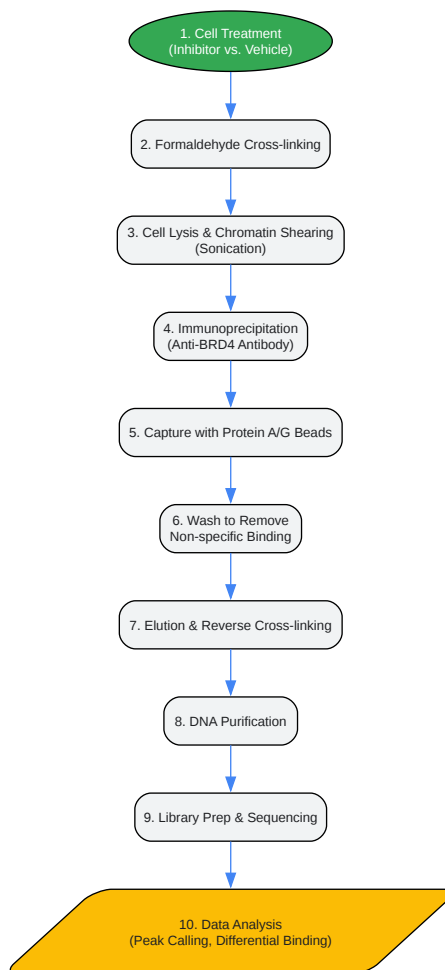 1. Cell Treatment
(Inhibitor vs. Vehicle)
2. Formaldehyde Cross-linking
3. Cell Lysis & Chromatin Shearing
(Sonication)
4. Immunoprecipitation
(Anti-BRD4 Antibody)
5. Capture with Protein A/G Beads
6. Wash to Remove
Non-specific Binding
7. Elution & Reverse Cross-linking
8. DNA Purification
9. Library Prep & Sequencing
10. Data Analysis
(Peak Calling, Differential Binding)